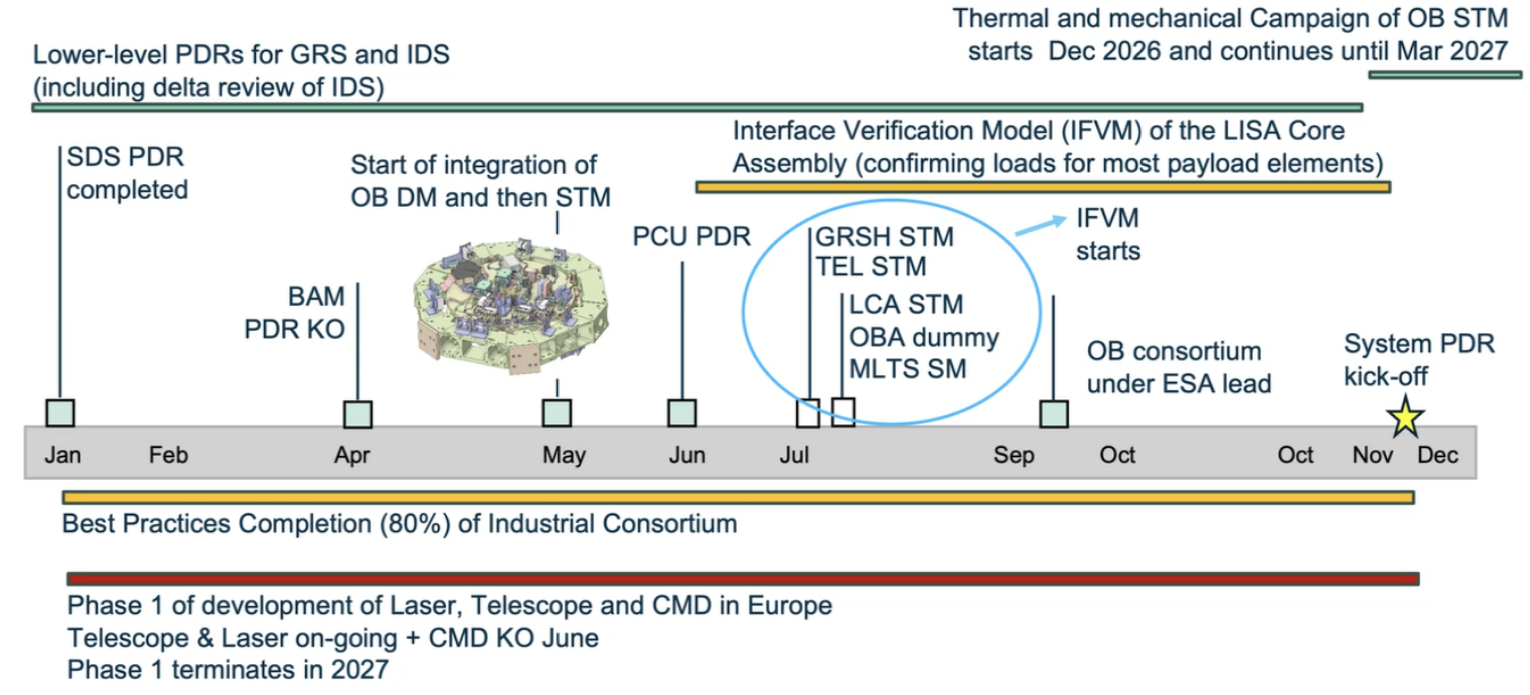 Thermal and mechanical Campaign of OB STM
starts Dec 2026 and continues until Mar 2027
Lower-level PDRs for GRS and IDS
(including delta review of IDS)
Interface Verification Model (IFVM) of the LISA Core
Assembly (confirming loads for most payload elements)
SDS PDR
completed
Start of integration of
OB DM and then STM
BAM
PDR KO
PCU PDR
GRSH STM
TEL STM
LCA STM
OBA dummy
MLTS SM
IFVM
starts
OB consortium
under ESA lead
System PDR
kick-off
Jan Feb Apr May Jun Jul Sep Oct Oct Nov Dec
Best Practices Completion (80%) of Industrial Consortium
Phase 1 of development of Laser, Telescope and CMD in Europe
Telescope & Laser on-going + CMD KO June
Phase 1 terminates in 2027